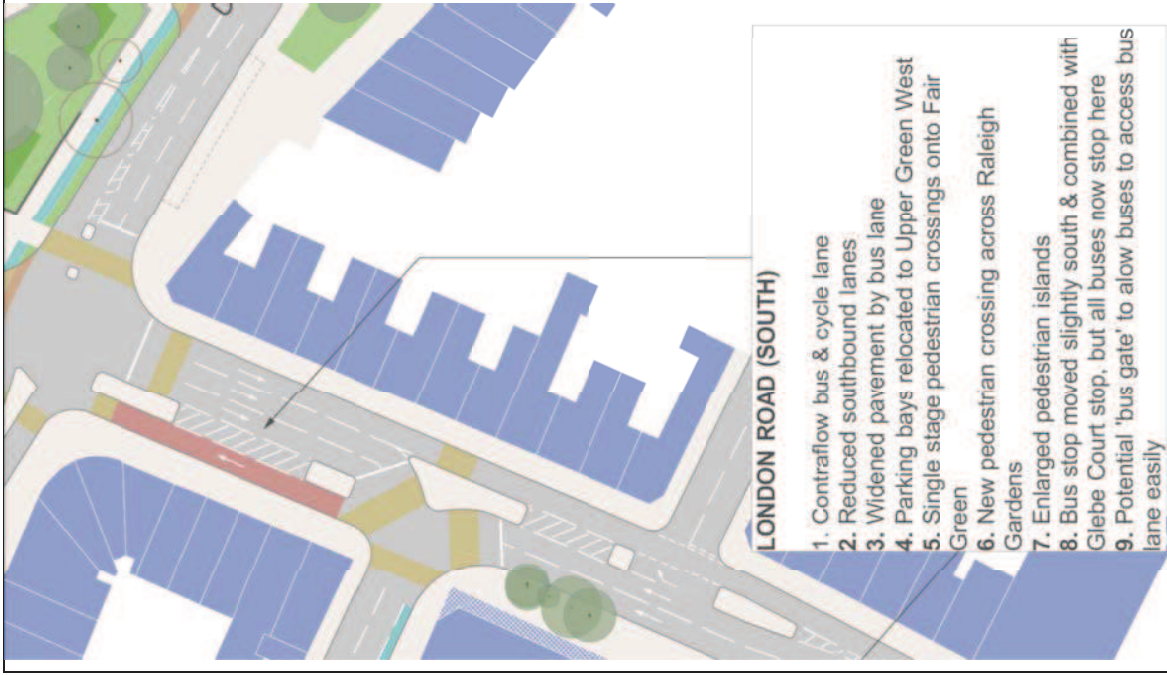 LONDON ROAD (SOUTH)
1. Contraflow bus & cycle lane
2. Reduced southbound lanes
3. Widened pavement by bus lane
4. Parking bays relocated to Upper Green West
5. Single stage pedestrian crossings onto Fair
Green
6. New pedestrian crossing across Raleigh
Gardens
7. Enlarged pedestrian islands
8. Bus stop moved slightly south & combined with
Glebe Court stop, but all buses now stop here
9. Potential 'bus gate' to alow buses to access bus
lane easily